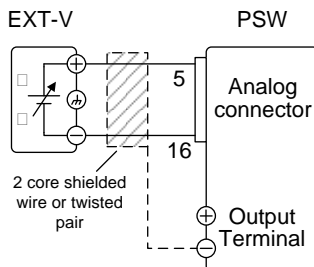 EXT-V
PSW
5
Analog
connector
16
2 core shielded
wire or twisted
pair
Output
Terminal